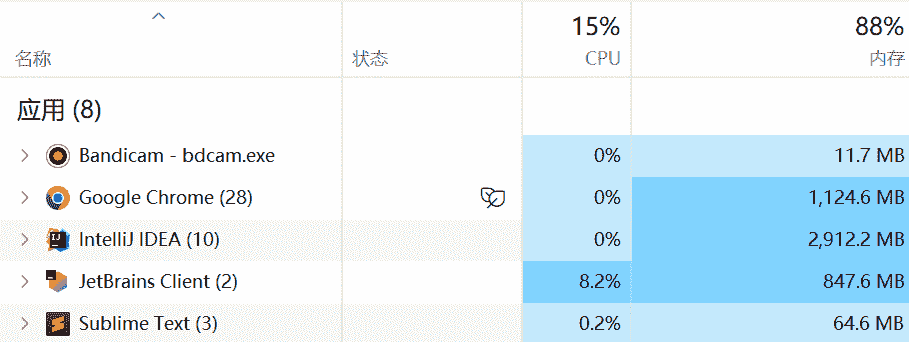 15% 88%
名称 状态 CPU 内存
应用 (8)
Bandicam - bdcam.exe 0% 11.7 MB
Google Chrome (28) 0% 1,124.6 MB
IntelliJ IDEA (10) 0% 2,912.2 MB
JetBrains Client (2) 8.2% 847.6 MB
Sublime Text (3) 0.2% 64.6 MB